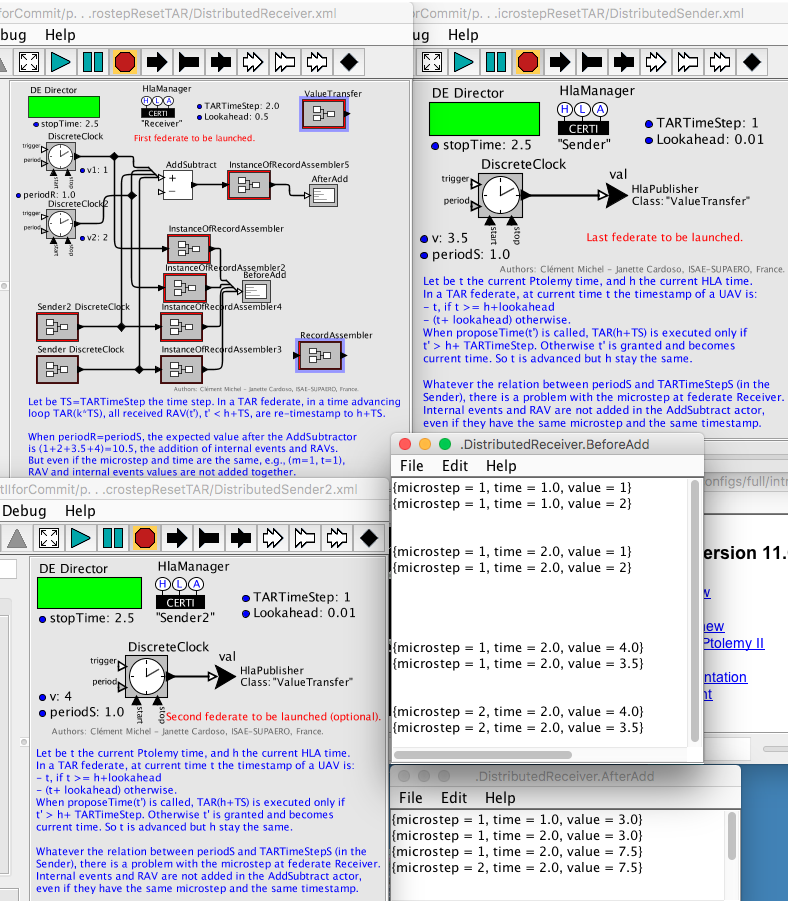 forCommit/p. . .rostepResetTAR/DistributedReceiver.xml
bug Help
DE Director
stopTime: 2.5
HlaManager
H L A
CERTI
"Receiver"
TARTimeStep: 2.0
Lookahead: 0.5
ValueTransfer
First federate to be launched.
DiscreteClock
trigger
period
start
stop
v1: 1
periodR: 1.0
DiscreteClock2
trigger
period
start
stop
v2: 2
AddSubtract
InstanceOfRecordAssembler5
AfterAdd
InstanceOfRecordAssembler
InstanceOfRecordAssembler2
BeforeAdd
InstanceOfRecordAssembler4
Sender2 DiscreteClock
InstanceOfRecordAssembler3
Sender DiscreteClock
RecordAssembler
Authors: Clément Michel - Janette Cardoso, ISAE-SUPAERO, France.
Let be TS=TARTimeStep the time step. In a TAR federate, in a time advancing
loop TAR(k*TS), all received RAV(t'), t' < h+TS, are re-timestamp to h+TS.
When periodR=periodS, the expected value after the AddSubtractor
is (1+2+3.5+4)=10.5, the addition of internal events and RAVs.
But even if the microstep and time are the same, e.g., (m=1, t=1),
RAV and internal events values are not added together.
forCommit/p. . .icrostepResetTAR/DistributedSender.xml
ug Help
DE Director
stopTime: 2.5
HlaManager
H L A
CERTI
"Sender"
TARTimeStep: 1
Lookahead: 0.01
DiscreteClock
trigger
period
start
stop
val
HlaPublisher
Class: "ValueTransfer"
v: 3.5
periodS: 1.0
Last federate to be launched.
Authors: Clément Michel - Janette Cardoso, ISAE-SUPAERO, France.
Let be t the current Ptolemy time, and h the current HLA time.
In a TAR federate, at current time t the timestamp of a UAV is:
- t, if t >= h+lookahead
- (t+ lookahead) otherwise.
When proposeTime(t') is called, TAR(h+TS) is executed only if
t' > h+ TARTimeStep. Otherwise t' is granted and becomes
current time. So t is advanced but h stay the same.
Whatever the relation between periodS and TARTimeStepS (in the
Sender), there is a problem with the microstep at federate Receiver.
Internal events and RAV are not added in the AddSubtract actor,
even if they have the same microstep and the same timestamp.
tIIforCommit/p. . .crostepResetTAR/DistributedSender2.xml
Debug Help
DE Director
stopTime: 2.5
HlaManager
H L A
CERTI
"Sender2"
TARTimeStep: 1
Lookahead: 0.01
DiscreteClock
trigger
period
start
stop
val
HlaPublisher
Class: "ValueTransfer"
v: 4
periodS: 1.0
Second federate to be launched (optional).
Authors: Clément Michel - Janette Cardoso, ISAE-SUPAERO, France.
Let be t the current Ptolemy time, and h the current HLA time.
In a TAR federate, at current time t the timestamp of a UAV is:
- t, if t >= h+lookahead
- (t+ lookahead) otherwise.
When proposeTime(t') is called, TAR(h+TS) is executed only if
t' > h+ TARTimeStep. Otherwise t' is granted and becomes
current time. So t is advanced but h stay the same.
Whatever the relation between periodS and TARTimeStepS (in the
Sender), there is a problem with the microstep at federate Receiver.
Internal events and RAV are not added in the AddSubtract actor,
even if they have the same microstep and the same timestamp.
.DistributedReceiver.BeforeAdd
File Edit Help
{microstep = 1, time = 1.0, value = 1}
{microstep = 1, time = 1.0, value = 2}
{microstep = 1, time = 2.0, value = 1}
{microstep = 1, time = 2.0, value = 2}
{microstep = 1, time = 2.0, value = 4.0}
{microstep = 1, time = 2.0, value = 3.5}
{microstep = 2, time = 2.0, value = 4.0}
{microstep = 2, time = 2.0, value = 3.5}
onfigs/full/intr
ersion 11.
w
new
Ptolemy II
ntation
nt
.DistributedReceiver.AfterAdd
File Edit Help
{microstep = 1, time = 1.0, value = 3.0}
{microstep = 1, time = 2.0, value = 3.0}
{microstep = 1, time = 2.0, value = 7.5}
{microstep = 2, time = 2.0, value = 7.5}